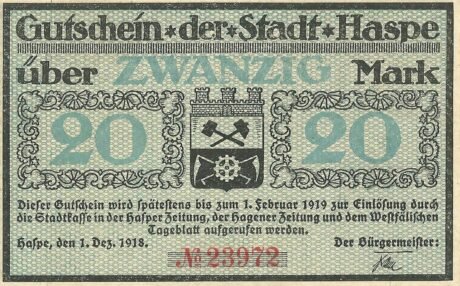 Gutschein * der * Stadt * Haspe
über ZWANZIG Mark
20 20
Dieser Gutschein wird spätestens bis zum 1. Februar 1919 zur Einlösung durch
die Stadtkasse in der Hasper Zeitung, der Hagener Zeitung und dem Westfälischen
Tageblatt aufgerufen werden.
Haspe, den 1. Dez. 1918. Der Bürgermeister:
№ 23972